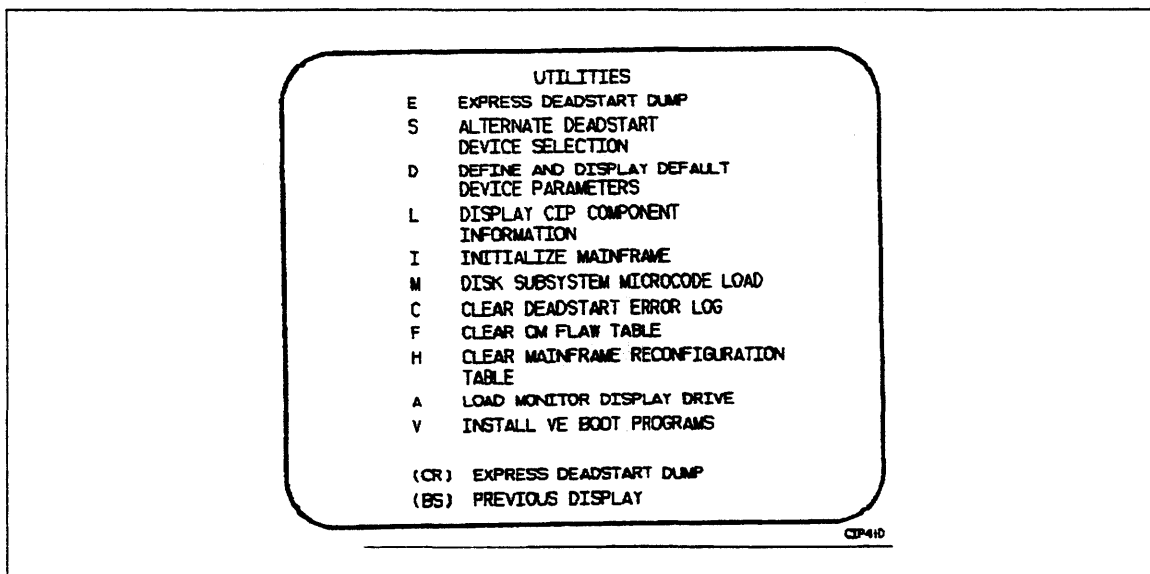 UTILITIES
E EXPRESS DEADSTART DUMP
S ALTERNATE DEADSTART
DEVICE SELECTION
D DEFINE AND DISPLAY DEFAULT
DEVICE PARAMETERS
L DISPLAY CIP COMPONENT
INFORMATION
I INITIALIZE MAINFRAME
M DISK SUBSYSTEM MICROCODE LOAD
C CLEAR DEADSTART ERROR LOG
F CLEAR CM FLAW TABLE
H CLEAR MAINFRAME RECONFIGURATION
TABLE
A LOAD MONITOR DISPLAY DRIVE
V INSTALL VE BOOT PROGRAMS
(CR) EXPRESS DEADSTART DUMP
(BS) PREVIOUS DISPLAY